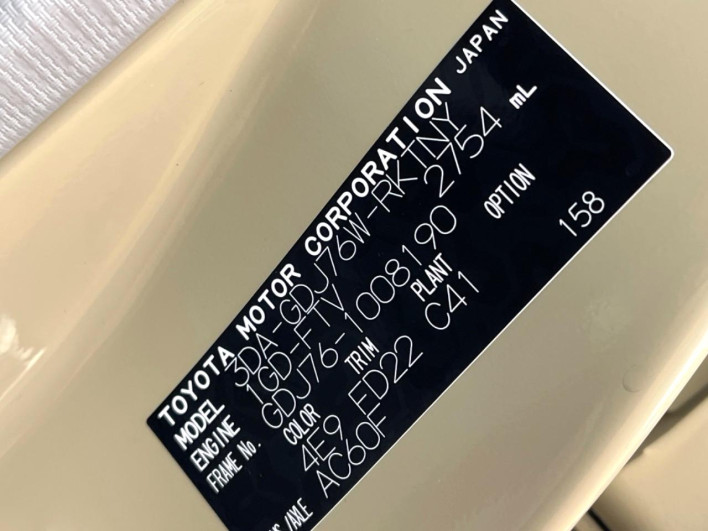 TOYOTA MOTOR CORPORATION JAPAN
MODEL 3DA-GDJ76W-RKTNY
ENGINE 1GD-FTV 2754 mL
FRAME No. GDJ76-1008190
COLOR TRIM PLANT OPTION
4E9 FD22 C41 158
/AXLE AC60F